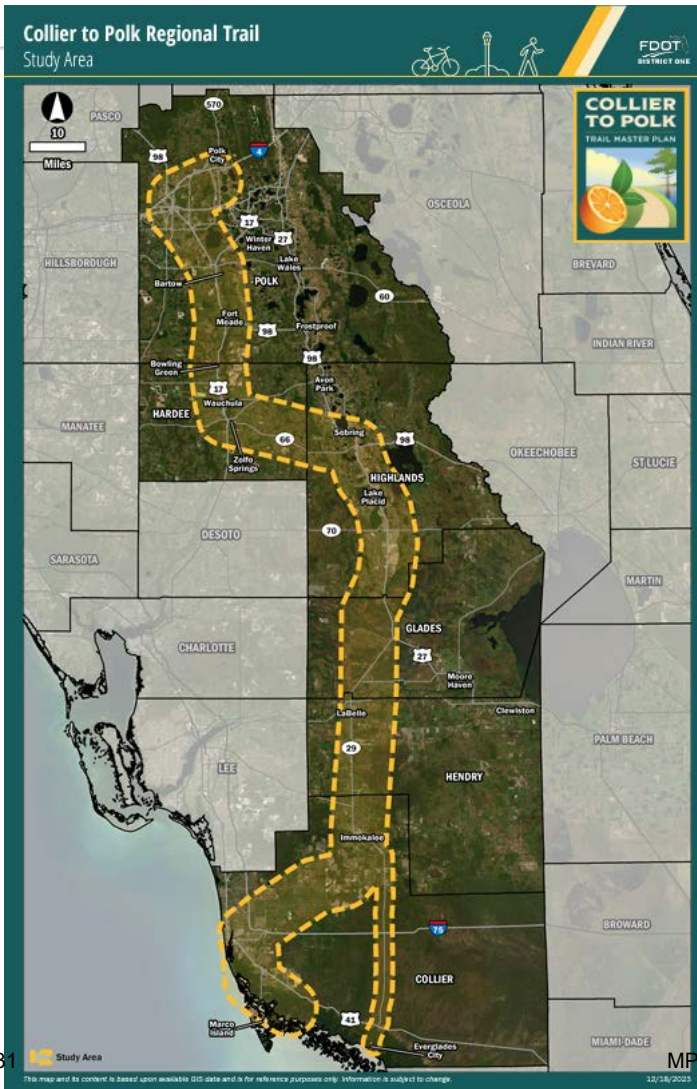 Collier to Polk Regional Trail
Study Area
FDOT
DISTRICT ONE
COLLIER
TO POLK
TRAIL MASTER PLAN
10
Miles
PASCO
570
98
Polk
City
4
OSCEOLA
17
27
Winter
Haven
HILLSBOROUGH
Lake
Wales
BREVARD
Bartow
POLK
60
Fort
Meade
98
Frostproof
INDIAN RIVER
98
Bowling
Green
17
Avon
Park
Wauchula
HARDEE
MANATEE
66
Sebring
98
OKEECHOBEE
ST LUCIE
Zolfo
Springs
HIGHLANDS
Lake
Placid
70
DESOTO
SARASOTA
MARTIN
GLADES
CHARLOTTE
27
Moore
Haven
LaBelle
Clewiston
29
PALM BEACH
LEE
HENDRY
Immokalee
75
BROWARD
COLLIER
Marco
Island
41
Everglades
City
MIAMI-DADE
31
Study Area
MP
This map and its content is based upon available GIS data and is for reference purposes only. Information is subject to change.
12/18/2023